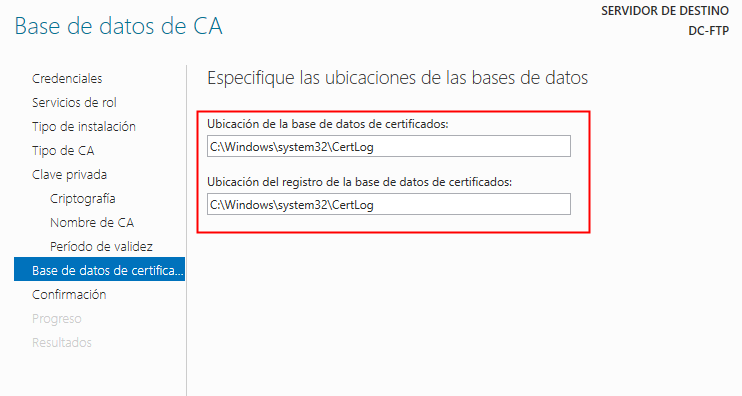 Base de datos de CA
SERVIDOR DE DESTINO
DC-FTP
Credenciales
Servicios de rol
Tipo de instalación
Tipo de CA
Clave privada
Criptografía
Nombre de CA
Período de validez
Base de datos de certifica...
Confirmación
Progreso
Resultados
Especifique las ubicaciones de las bases de datos
Ubicación de la base de datos de certificados:
C:\Windows\system32\CertLog
Ubicación del registro de la base de datos de certificados:
C:\Windows\system32\CertLog